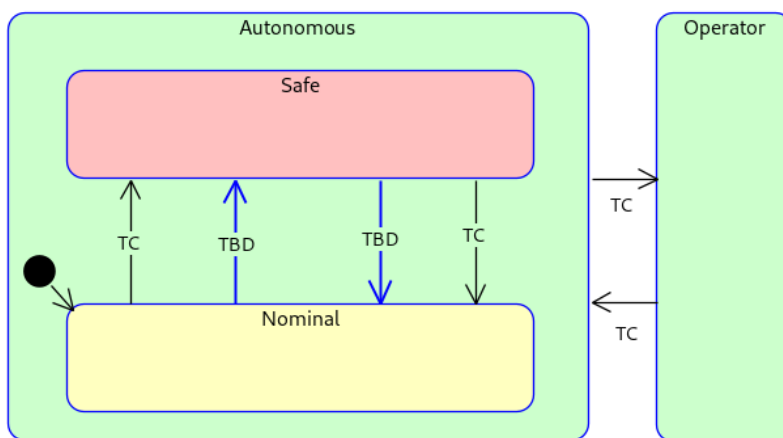 Autonomous
Operator
Safe
TC
TBD
TBD
TC
TC
Nominal
TC